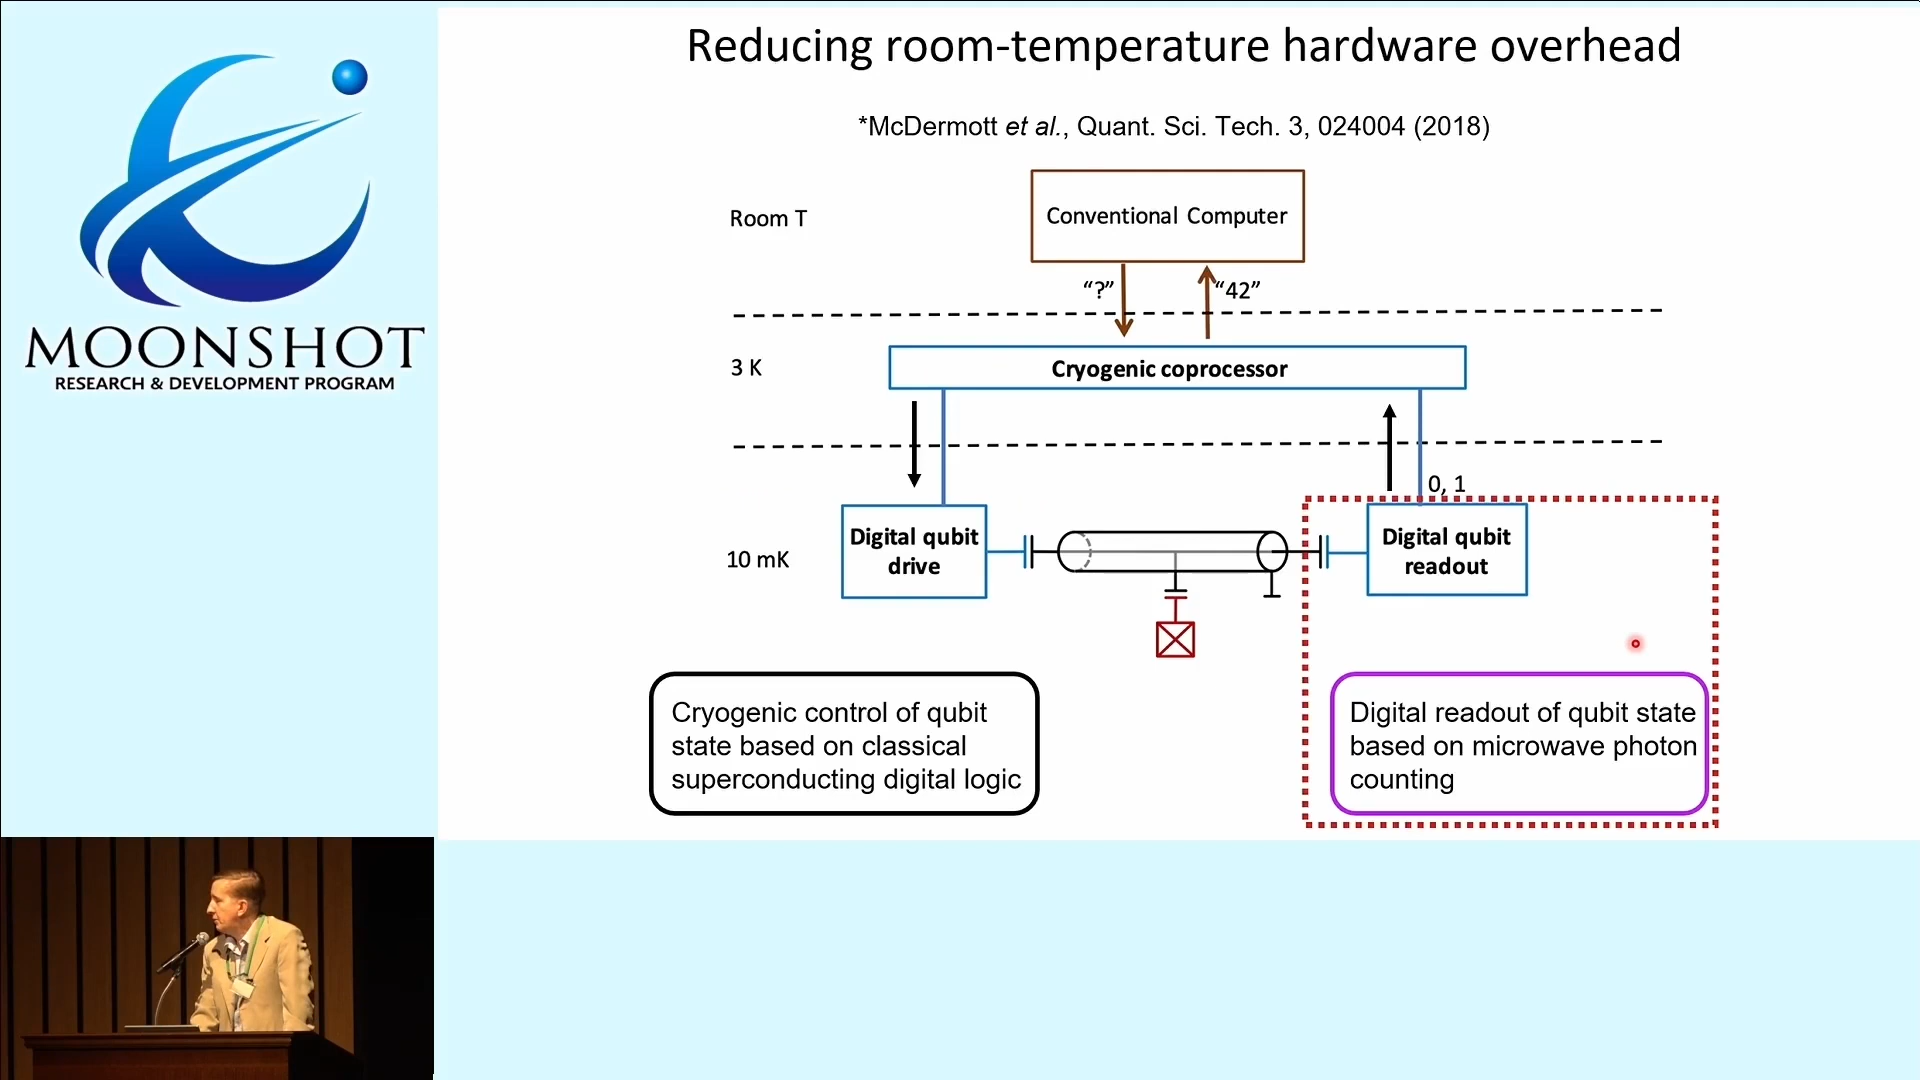 Reducing room-temperature hardware overhead
*McDermott et al., Quant. Sci. Tech. 3, 024004 (2018)
MOONSHOT
RESEARCH & DEVELOPMENT PROGRAM
Room T
Conventional Computer
“?”
“42”
3 K
Cryogenic coprocessor
0, 1
10 mK
Digital qubit
drive
Digital qubit
readout
Cryogenic control of qubit
state based on classical
superconducting digital logic
Digital readout of qubit state
based on microwave photon
counting